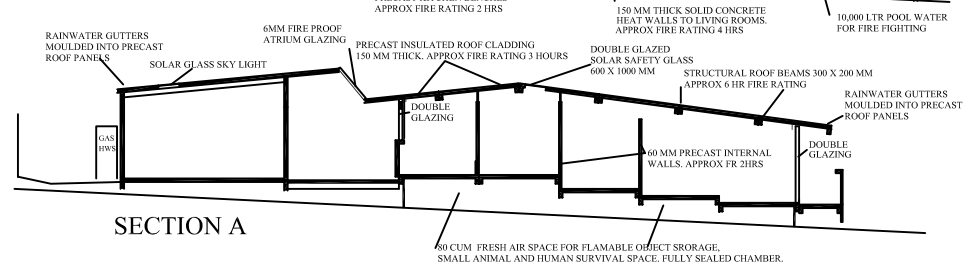 APPROX FIRE RATING 2 HRS
150 MM THICK SOLID CONCRETE
HEAT WALLS TO LIVING ROOMS.
APPROX FIRE RATING 4 HRS
10,000 LTR POOL WATER
FOR FIRE FIGHTING
RAINWATER GUTTERS
MOULDED INTO PRECAST
ROOF PANELS
6MM FIRE PROOF
ATRIUM GLAZING
SOLAR GLASS SKY LIGHT
PRECAST INSULATED ROOF CLADDING
150 MM THICK. APPROX FIRE RATING 3 HOURS
DOUBLE GLAZED
SOLAR SAFETY GLASS
600 X 1000 MM
STRUCTURAL ROOF BEAMS 300 X 200 MM
APPROX 6 HR FIRE RATING
RAINWATER GUTTERS
MOULDED INTO PRECAST
ROOF PANELS
DOUBLE
GLAZING
GAS
HWS
60 MM PRECAST INTERNAL
WALLS. APPROX FR 2HRS
DOUBLE
GLAZING
SECTION A
80 CUM FRESH AIR SPACE FOR FLAMABLE OBJECT SRORAGE,
SMALL ANIMAL AND HUMAN SURVIVAL SPACE. FULLY SEALED CHAMBER.